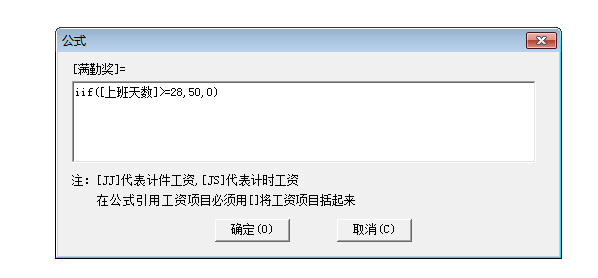 公式
[满勤奖]=
iif([上班天数]>=28,50,0)
注：[JJ]代表计件工资,[JS]代表计时工资
在公式引用工资项目必须用[]将工资项目括起来
确定(O) 取消(C)